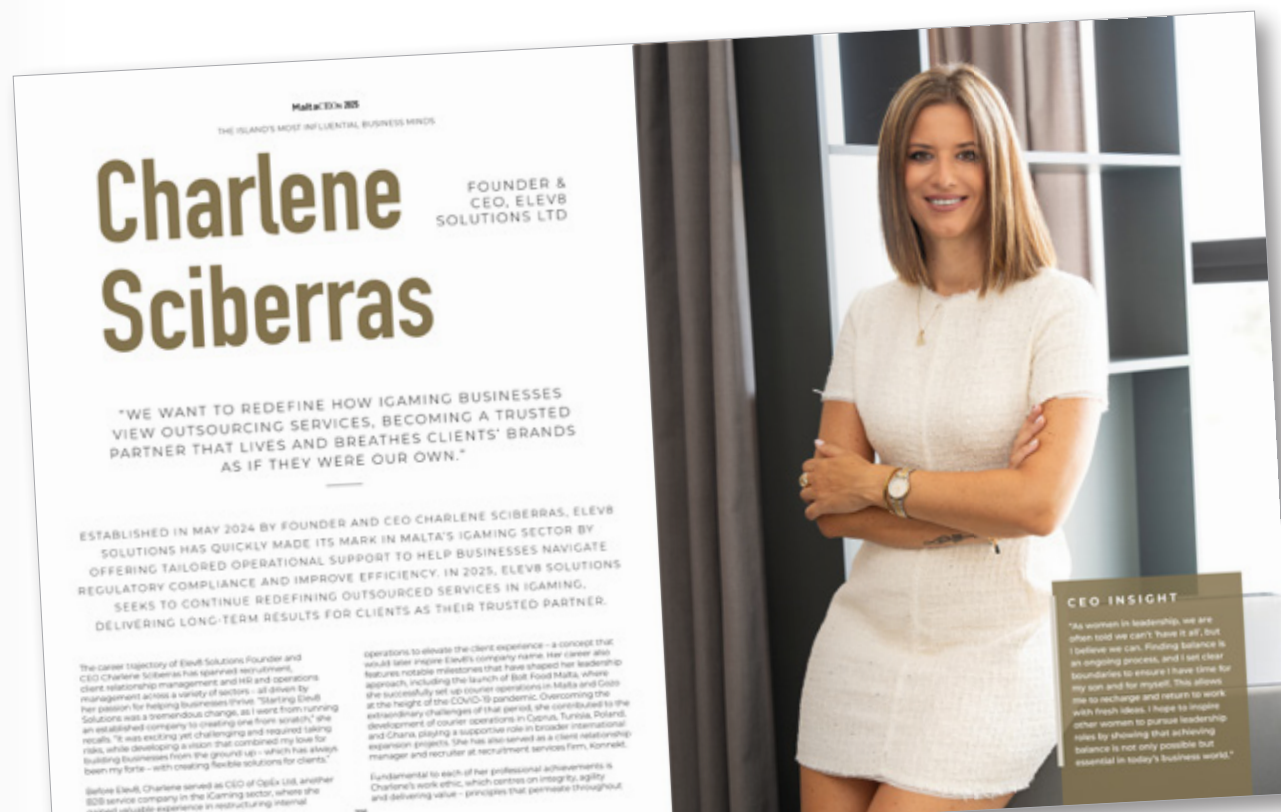 MaltaCEOs 2025
THE ISLAND'S MOST INFLUENTIAL BUSINESS MINDS
Charlene
Sciberras
FOUNDER &
CEO, ELEV8
SOLUTIONS LTD
"WE WANT TO REDEFINE HOW IGAMING BUSINESSES
VIEW OUTSOURCING SERVICES, BECOMING A TRUSTED
PARTNER THAT LIVES AND BREATHES CLIENTS' BRANDS
AS IF THEY WERE OUR OWN."
ESTABLISHED IN MAY 2024 BY FOUNDER AND CEO CHARLENE SCIBERRAS, ELEV8
SOLUTIONS HAS QUICKLY MADE ITS MARK IN MALTA'S IGAMING SECTOR BY
OFFERING TAILORED OPERATIONAL SUPPORT TO HELP BUSINESSES NAVIGATE
REGULATORY COMPLIANCE AND IMPROVE EFFICIENCY. IN 2025, ELEV8 SOLUTIONS
SEEKS TO CONTINUE REDEFINING OUTSOURCED SERVICES IN IGAMING,
DELIVERING LONG-TERM RESULTS FOR CLIENTS AS THEIR TRUSTED PARTNER.
The career trajectory of Elev8 Solutions Founder and
CEO Charlene Sciberras has spanned recruitment,
client relationship management and HR and operations
management across a variety of sectors – all driven by
her passion for helping businesses thrive. "Starting Elev8
Solutions was a tremendous change, as I went from running
an established company to creating one from scratch," she
recalls. "It was exciting yet challenging and required taking
risks, while developing a vision that combined my love for
building businesses from the ground up – which has always
been my forte – with creating flexible solutions for clients."
Before Elev8, Charlene served as CEO of OpEx Ltd, another
B2B service company in the iGaming sector, where she
gained valuable experience in restructuring internal
operations to elevate the client experience – a concept that
would later inspire Elev8's company name. Her career also
features notable milestones that have shaped her leadership
approach, including the launch of Bolt Food Malta, where
she successfully set up courier operations in Malta and Gozo
at the height of the COVID-19 pandemic. Overcoming the
extraordinary challenges of that period, she contributed to the
development of courier operations in Cyprus, Tunisia, Poland,
and Ghana, playing a supportive role in broader international
expansion projects. She has also served as a client
manager and recruiter at recruitment services firm, Konnekt.
Fundamental to each of her professional achievements is
Charlene's work ethic, which centres on integrity, agility
and delivering value – principles that permeate throughout
CEO INSIGHT
"As women in leadership, we are
often told we can't 'have it all', but
I believe we can. Finding balance is
an ongoing process, and I set clear
boundaries to ensure I have time for
my son and for myself. This allows
me to recharge and return to work
with fresh ideas. I hope to inspire
other women to pursue leadership
roles by showing that achieving
balance is not only possible but
essential in today's business world."